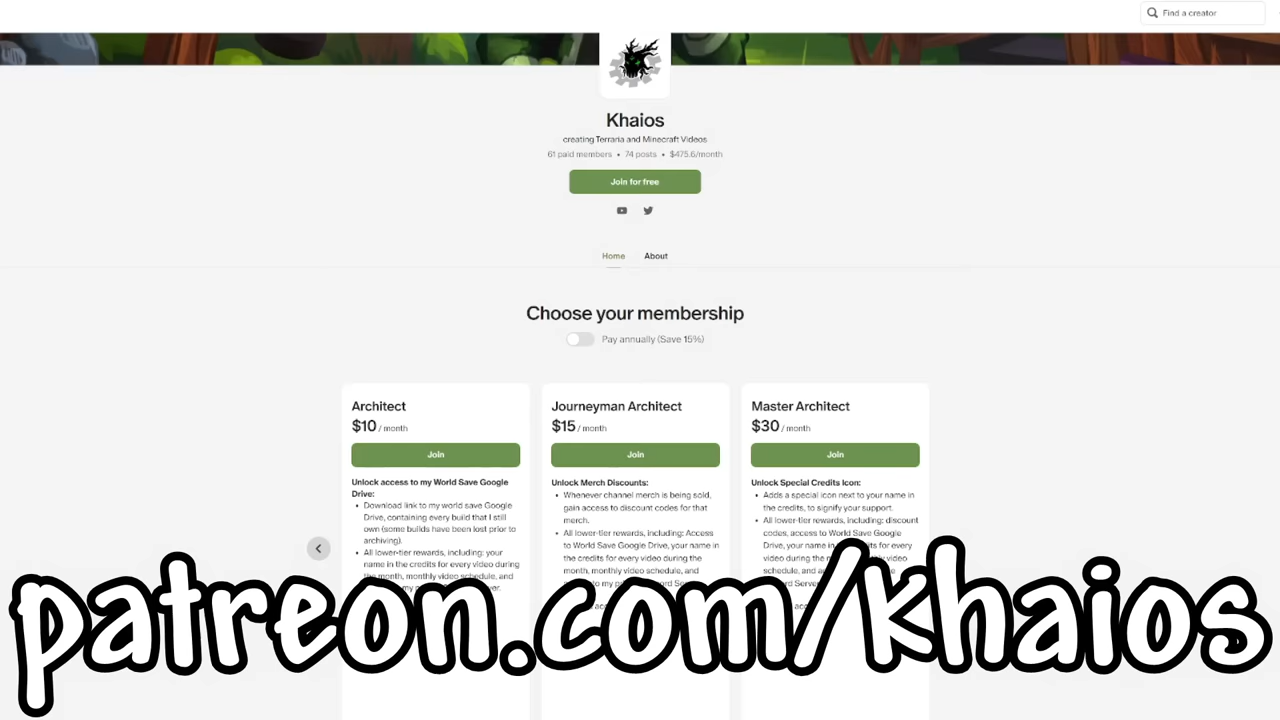 Find a creator
Khaios
creating Terraria and Minecraft Videos
61 paid members • 74 posts • $475.6/month
Join for free
Home
About
Choose your membership
Pay annually (Save 15%)
Architect
$10 / month
Join
Unlock access to my World Save Google
Drive:
• Download link to my world save Google
Drive, containing every build that I still
own (some builds have been lost prior to
archiving).
• All lower-tier rewards, including: your
name in the credits for every video during
the month, monthly video schedule, and
Journeyman Architect
$15 / month
Join
Unlock Merch Discounts:
• Whenever channel merch is being sold,
gain access to discount codes for that
merch.
• All lower-tier rewards, including: Access
to World Save Google Drive, your name in
the credits for every video during the
month, monthly video schedule, and
Master Architect
$30 / month
Join
Unlock Special Credits Icon:
• Adds a special icon next to your name in
the credits, to signify your support.
• All lower-tier rewards, including: discount
codes, access to World Save Google
Drive, your name in credits for every
video during the
schedule, and
patreon.com/khaios